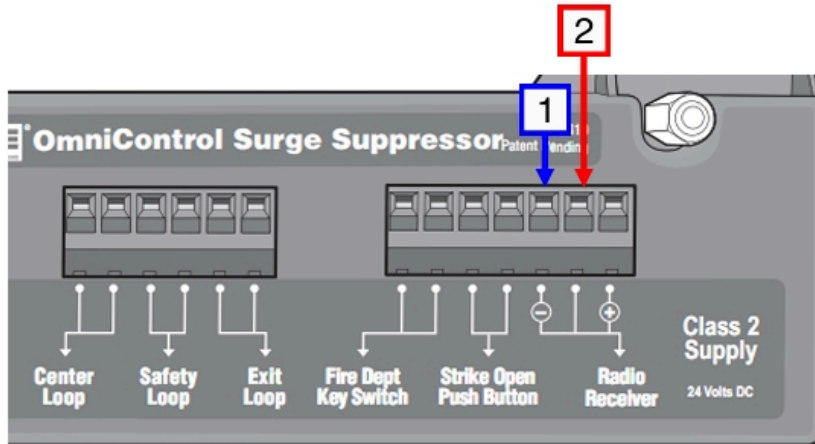 2
1
OmniControl Surge Suppressor
Patent Pending
Center Loop
Safety Loop
Exit Loop
Fire Dept Key Switch
Strike Open Push Button
Radio Receiver
Class 2 Supply
24 Volts DC